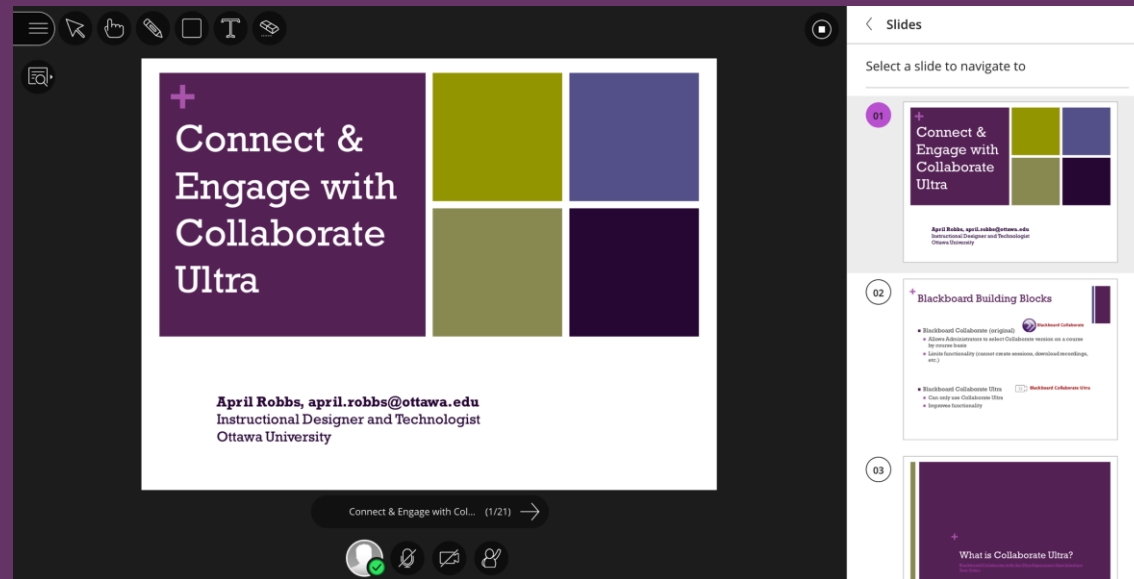 T
Connect &
Engage with
Collaborate
Ultra
April Robbs, april.robbs@ottawa.edu
Instructional Designer and Technologist
Ottawa University
Connect & Engage with Col... (1/21)
Slides
Select a slide to navigate to
01
Connect &
Engage with
Collaborate
Ultra
April Robbs, april.robbs@ottawa.edu
Instructional Designer and Technologist
Ottawa University
02
Blackboard Building Blocks
Blackboard Collaborate (original)
Blackboard Collaborate
Allows Administrators to select Collaborate version on a course
by course basis
Limits functionality (cannot create sessions, download recordings,
etc.)
Blackboard Collaborate Ultra
Blackboard Collaborate Ultra
Can only use Collaborate Ultra
Improves functionality
03
What is Collaborate Ultra?